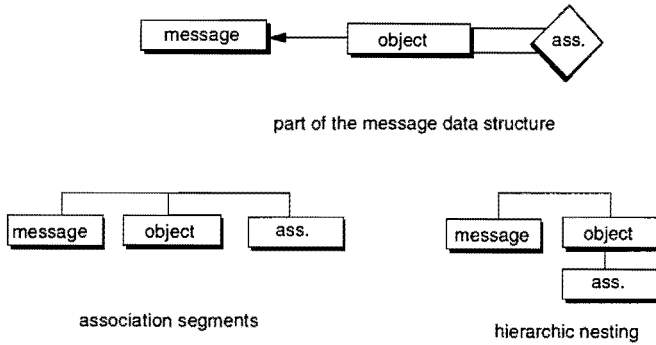 message
object
ass.
part of the message data structure
message
object
ass.
association segments
message
object
ass.
hierarchic nesting